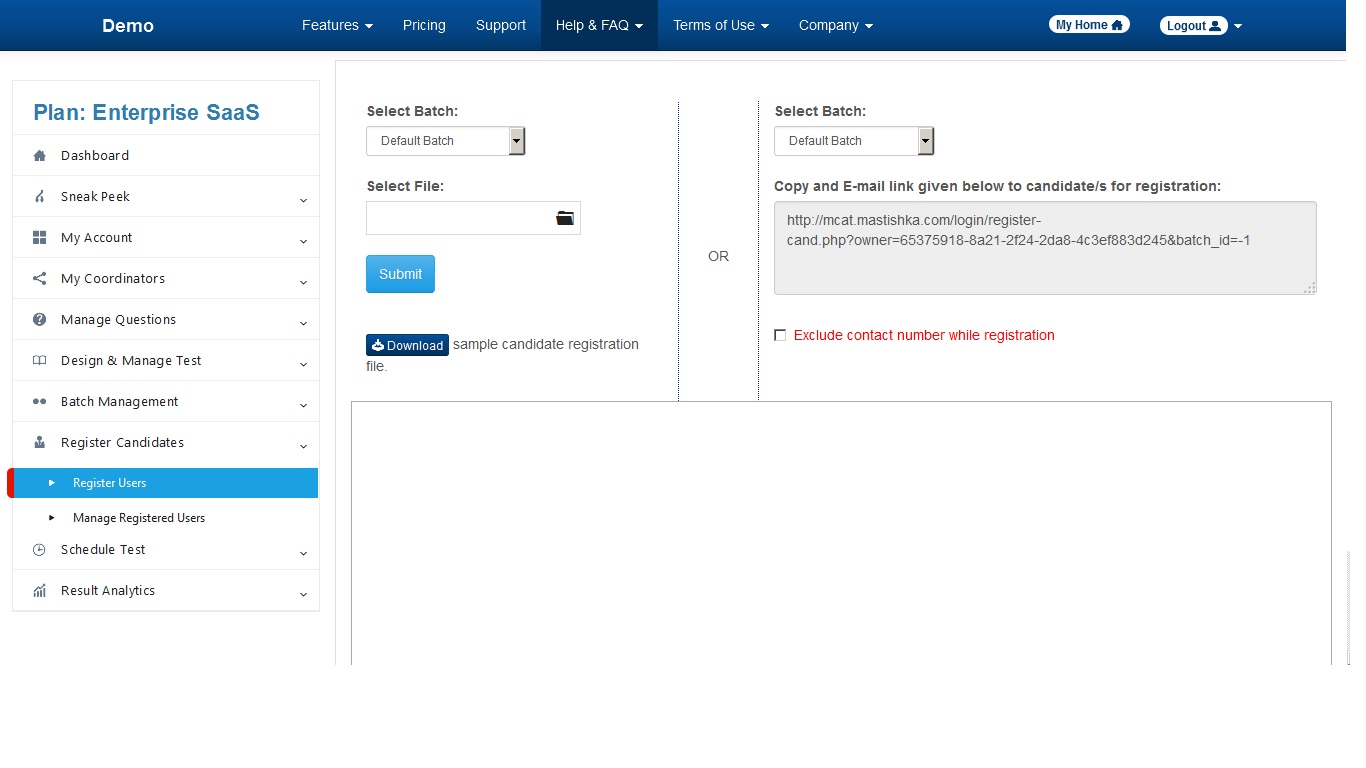 Demo
Features
Pricing
Support
Help & FAQ
Terms of Use
Company
My Home
Logout
Plan: Enterprise SaaS
Dashboard
Sneak Peek
My Account
My Coordinators
Manage Questions
Design & Manage Test
Batch Management
Register Candidates
Register Users
Manage Registered Users
Schedule Test
Result Analytics
Select Batch:
Default Batch
Select File:
Submit
Download sample candidate registration
file.
OR
Select Batch:
Default Batch
Copy and E-mail link given below to candidate/s for registration:
http://mcat.mastishka.com/login/register-
cand.php?owner=65375918-8a21-2f24-2da8-4c3ef883d245&batch_id=-1
Exclude contact number while registration